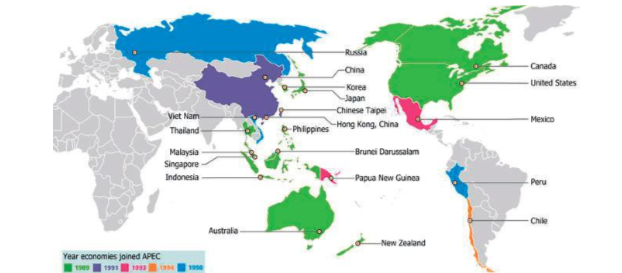 Russia
China
Canada
Korea
United States
Japan
Chinese Taipei
Viet Nam
Hong Kong, China
Mexico
Thailand
Philippines
Malaysia
Brunei Darussalam
Singapore
Indonesia
Papua New Guinea
Peru
Chile
Australia
New Zealand
Year economies joined APEC
1989 1991 1993 1994 1998